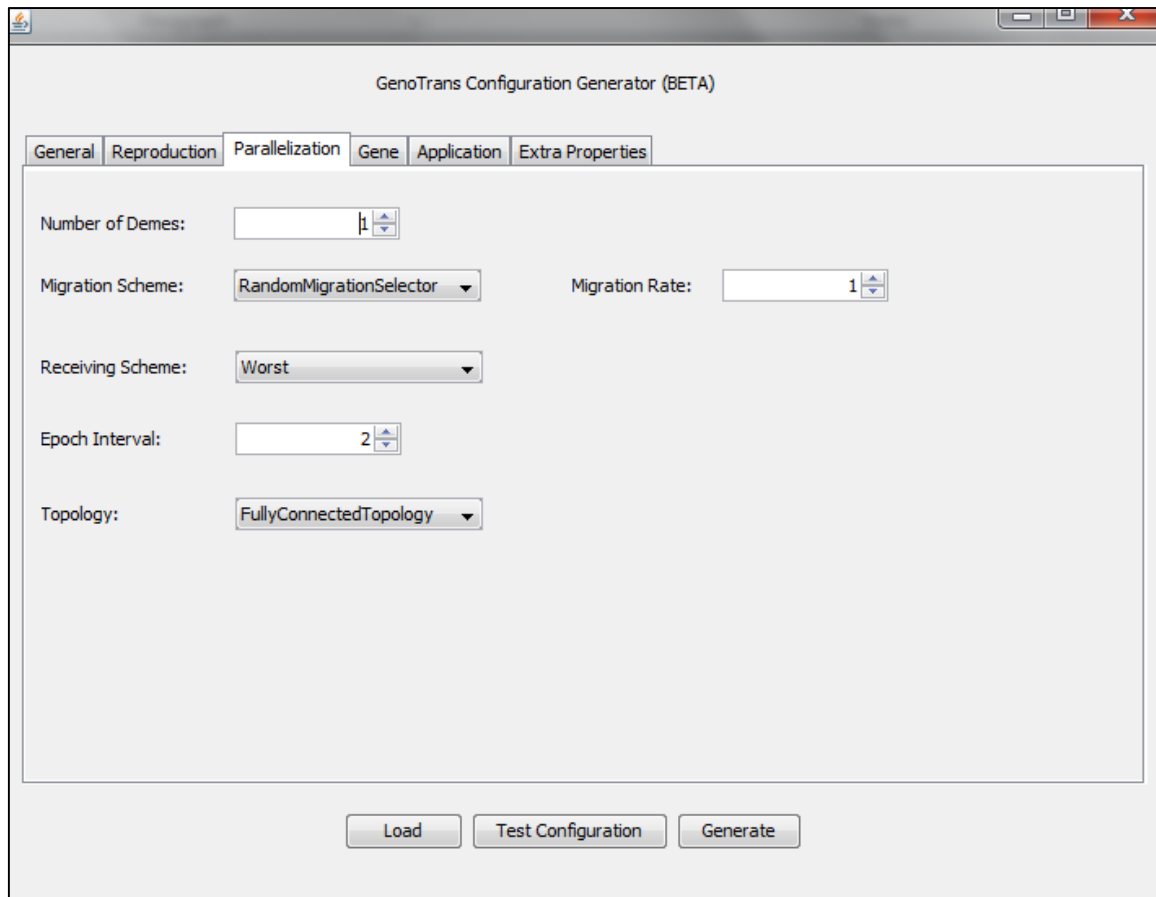 GenoTrans Configuration Generator (BETA)
General Reproduction Parallelization Gene Application Extra Properties
Number of Demes: 1
Migration Scheme: RandomMigrationSelector Migration Rate: 1
Receiving Scheme: Worst
Epoch Interval: 2
Topology: FullyConnectedTopology
Load Test Configuration Generate